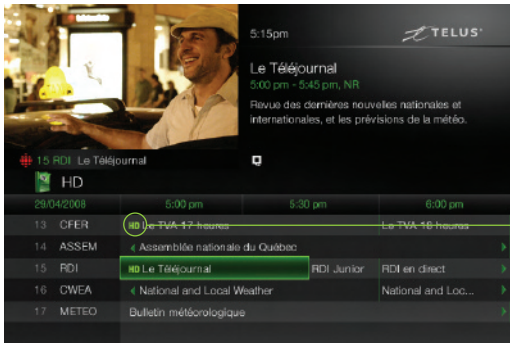 5:15pm
TELUS
Le Téléjournal
5:00 pm - 5:45 pm, NR
Revue des dernières nouvelles nationales et
internationales, et les prévisions de la météo.
15 RDI Le Téléjournal
HD
29/04/2008 5:00 pm 5:30 pm 6:00 pm
13 CFER HD Le TVA 17 heures Le TVA 18 heures
14 ASSEM Assemblée nationale du Québec
15 RDI HD Le Téléjournal RDI Junior RDI en direct
16 CWEA National and Local Weather National and Loc...
17 METEO Bulletin météorologique